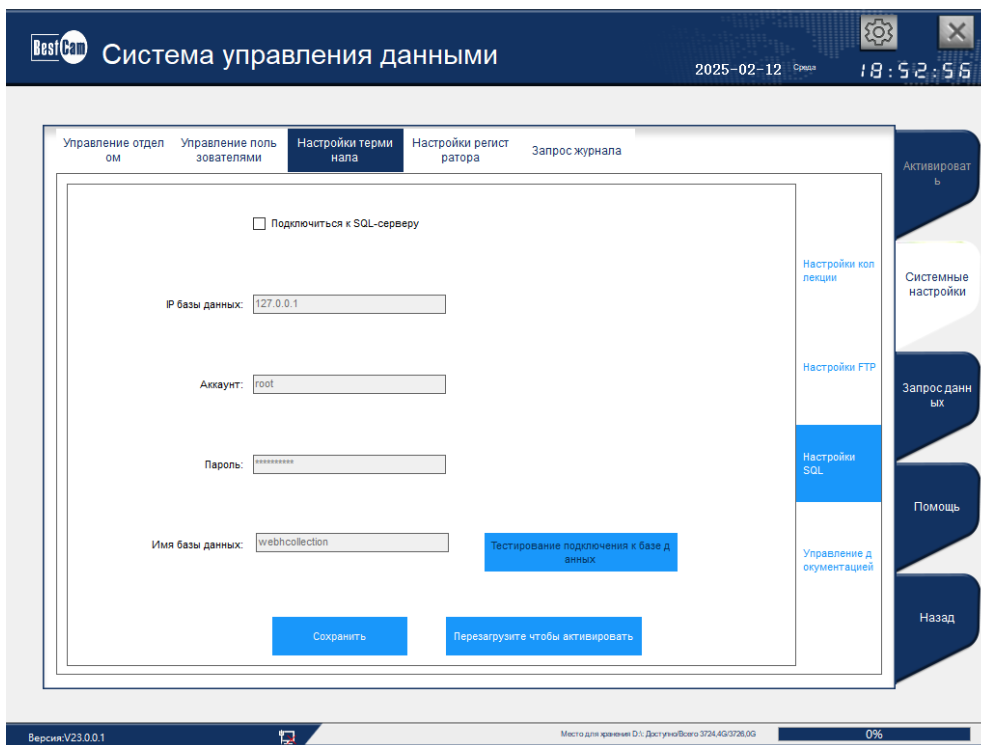 BestCam
Система управления данными
2025-02-12 Среда 18:52:56
Управление отдел
ом
Управление поль
зователями
Настройки терми
нала
Настройки регист
ратора
Запрос журнала
Подключиться к SQL-серверу
IP базы данных: 127.0.0.1
Аккаунт: root
Пароль: **********
Имя базы данных: webhcollection
Тестирование подключения к базе д
анных
Сохранить
Перезагрузите чтобы активировать
Настройки кол
лекции
Настройки FTP
Настройки
SQL
Управление д
окументацией
Активироват
ь
Системные
настройки
Запрос данн
ых
Помощь
Назад
Версия:V23.0.0.1
Место для хранения D:\: Доступно/Всего 3724,4G/3726,0G
0%